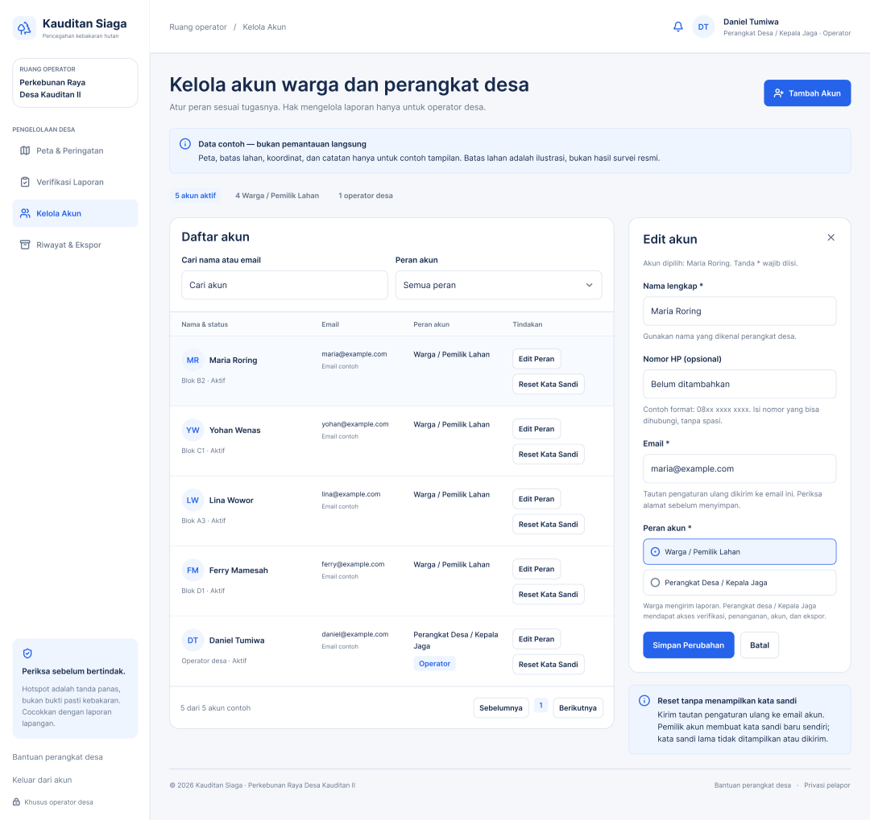 Kauditan Siaga
Pencegahan kebakaran hutan
RUANG OPERATOR
Perkebunan Raya
Desa Kauditan II
PENGELOLAAN DESA
Peta & Peringatan
Verifikasi Laporan
Kelola Akun
Riwayat & Ekspor
Periksa sebelum bertindak.
Hotspot adalah tanda panas,
bukan bukti pasti kebakaran.
Cocokkan dengan laporan
lapangan.
Bantuan perangkat desa
Keluar dari akun
Khusus operator desa
Ruang operator / Kelola Akun
DT
Daniel Tumiwa
Perangkat Desa / Kepala Jaga · Operator
Kelola akun warga dan perangkat desa
Atur peran sesuai tugasnya. Hak mengelola laporan hanya untuk operator desa.
Tambah Akun
Data contoh — bukan pemantauan langsung
Peta, batas lahan, koordinat, dan catatan hanya untuk contoh tampilan. Batas lahan adalah ilustrasi, bukan hasil survei resmi.
5 akun aktif 4 Warga / Pemilik Lahan 1 operator desa
Daftar akun
Cari nama atau email Peran akun
Cari akun Semua peran
Nama & status Email Peran akun Tindakan
MR Maria Roring maria@example.com Warga / Pemilik Lahan Edit Peran
Blok B2 · Aktif Email contoh Reset Kata Sandi
YW Yohan Wenas yohan@example.com Warga / Pemilik Lahan Edit Peran
Blok C1 · Aktif Email contoh Reset Kata Sandi
LW Lina Wowor lina@example.com Warga / Pemilik Lahan Edit Peran
Blok A3 · Aktif Email contoh Reset Kata Sandi
FM Ferry Mamesah ferry@example.com Warga / Pemilik Lahan Edit Peran
Blok D1 · Aktif Email contoh Reset Kata Sandi
DT Daniel Tumiwa daniel@example.com Perangkat Desa / Kepala Jaga Edit Peran
Operator desa · Aktif Email contoh Operator Reset Kata Sandi
5 dari 5 akun contoh Sebelumnya 1 Berikutnya
Edit akun
Akun dipilih: Maria Roring. Tanda * wajib diisi.
Nama lengkap *
Maria Roring
Gunakan nama yang dikenal perangkat desa.
Nomor HP (opsional)
Belum ditambahkan
Contoh format: 08xx xxxx xxxx. Isi nomor yang bisa
dihubungi, tanpa spasi.
Email *
maria@example.com
Tautan pengaturan ulang dikirim ke email ini. Periksa
alamat sebelum menyimpan.
Peran akun *
Warga / Pemilik Lahan
Perangkat Desa / Kepala Jaga
Warga mengirim laporan. Perangkat desa / Kepala Jaga
mendapat akses verifikasi, penanganan, akun, dan ekspor.
Simpan Perubahan Batal
Reset tanpa menampilkan kata sandi
Kirim tautan pengaturan ulang ke email akun.
Pemilik akun membuat kata sandi baru sendiri;
kata sandi lama tidak ditampilkan atau dikirim.
© 2026 Kauditan Siaga · Perkebunan Raya Desa Kauditan II
Bantuan perangkat desa · Privasi pelapor